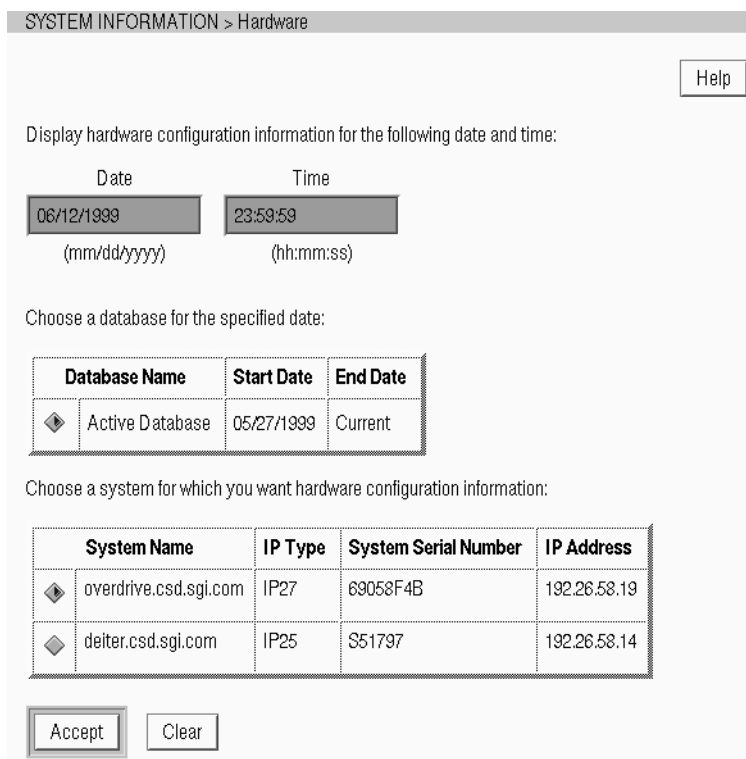 SYSTEM INFORMATION > Hardware
Help
Display hardware configuration information for the following date and time:
Date Time
06/12/1999 23:59:59
(mm/dd/yyyy) (hh:mm:ss)
Choose a database for the specified date:
Database Name Start Date End Date
Active Database 05/27/1999 Current
Choose a system for which you want hardware configuration information:
System Name IP Type System Serial Number IP Address
overdrive.csd.sgi.com IP27 69058F4B 192.26.58.19
deiter.csd.sgi.com IP25 S51797 192.26.58.14
Accept Clear